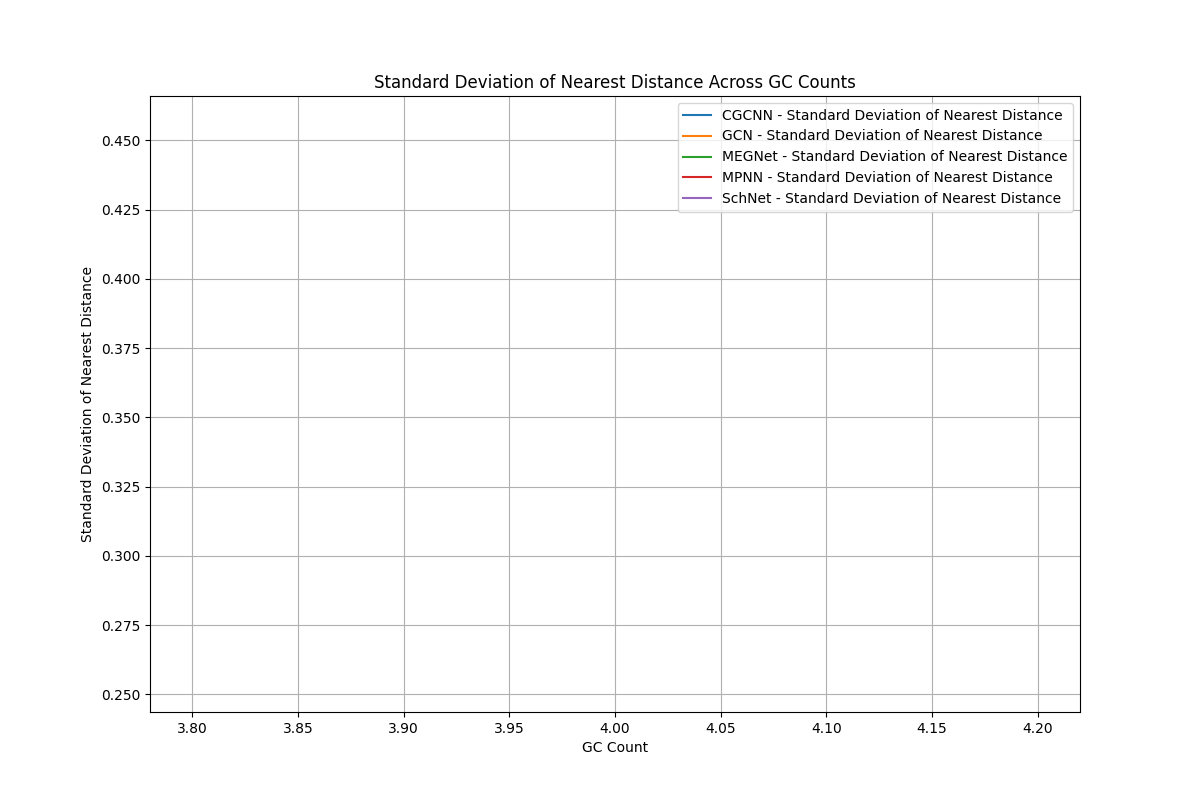 Standard Deviation of Nearest Distance Across GC Counts
CGCNN - Standard Deviation of Nearest Distance
GCN - Standard Deviation of Nearest Distance
MEGNet - Standard Deviation of Nearest Distance
MPNN - Standard Deviation of Nearest Distance
SchNet - Standard Deviation of Nearest Distance
Standard Deviation of Nearest Distance
0.450
0.425
0.400
0.375
0.350
0.325
0.300
0.275
0.250
3.80 3.85 3.90 3.95 4.00 4.05 4.10 4.15 4.20
GC Count